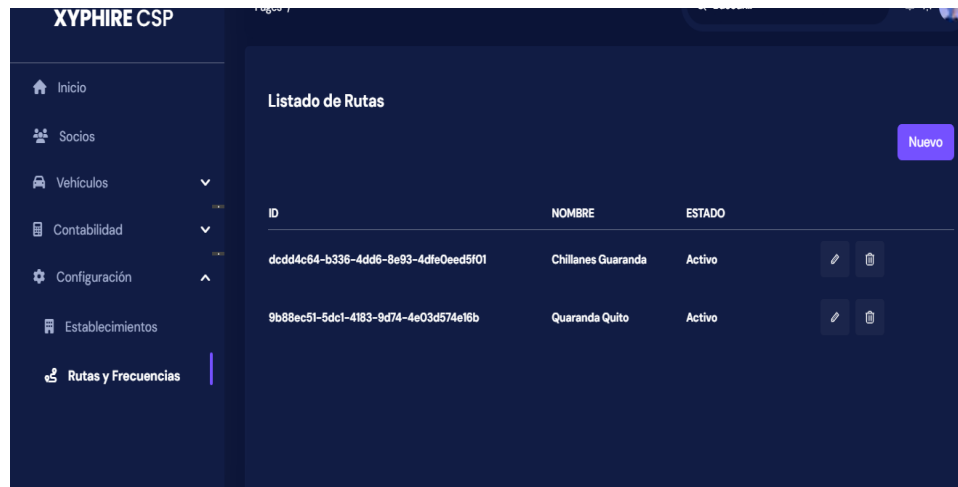 XYPHIRE CSP
Pages /
Inicio
Socios
Vehículos
Contabilidad
Configuración
Establecimientos
Rutas y Frecuencias
Listado de Rutas
Nuevo
ID NOMBRE ESTADO
dcdd4c64-b336-4dd6-8e93-4dfe0eed5f01 Chillanes Guaranda Activo
9b88ec51-5dc1-4183-9d74-4e03d574e16b Quaranda Quito Activo